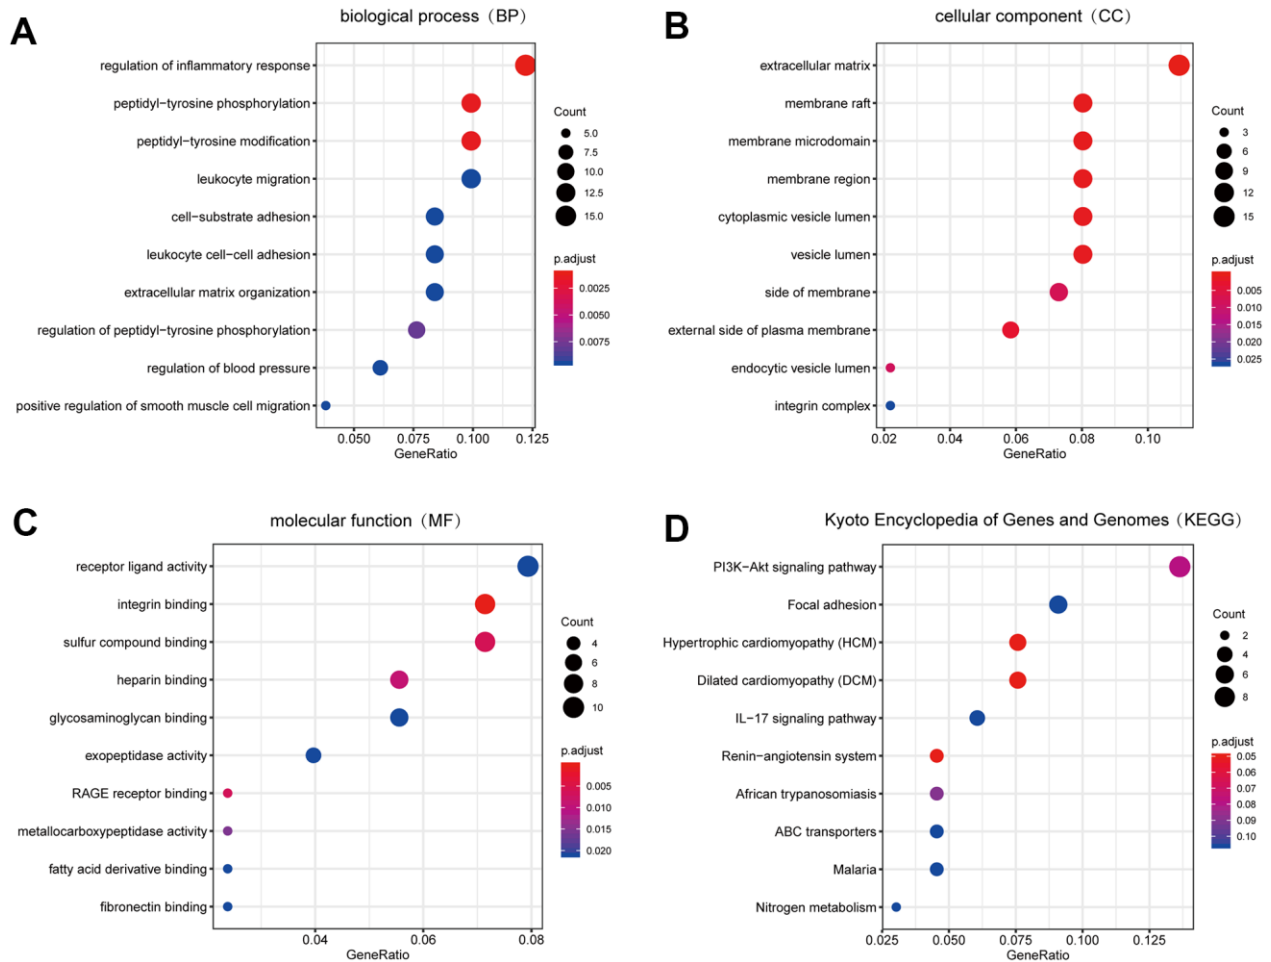 A
biological process（BP）
regulation of inflammatory response
peptidyl−tyrosine phosphorylation
peptidyl−tyrosine modification
leukocyte migration
cell−substrate adhesion
leukocyte cell−cell adhesion
extracellular matrix organization
regulation of peptidyl−tyrosine phosphorylation
regulation of blood pressure
positive regulation of smooth muscle cell migration
0.050 0.075 0.100 0.125
GeneRatio
Count
5.0
7.5
10.0
12.5
15.0
p.adjust
0.0025
0.0050
0.0075
B
cellular component（CC）
extracellular matrix
membrane raft
membrane microdomain
membrane region
cytoplasmic vesicle lumen
vesicle lumen
side of membrane
external side of plasma membrane
endocytic vesicle lumen
integrin complex
0.02 0.04 0.06 0.08 0.10
GeneRatio
Count
3
6
9
12
15
p.adjust
0.005
0.010
0.015
0.020
0.025
C
molecular function（MF）
receptor ligand activity
integrin binding
sulfur compound binding
heparin binding
glycosaminoglycan binding
exopeptidase activity
RAGE receptor binding
metallocarboxypeptidase activity
fatty acid derivative binding
fibronectin binding
0.04 0.06 0.08
GeneRatio
Count
4
6
8
10
p.adjust
0.005
0.010
0.015
0.020
D
Kyoto Encyclopedia of Genes and Genomes（KEGG）
PI3K−Akt signaling pathway
Focal adhesion
Hypertrophic cardiomyopathy (HCM)
Dilated cardiomyopathy (DCM)
IL−17 signaling pathway
Renin−angiotensin system
African trypanosomiasis
ABC transporters
Malaria
Nitrogen metabolism
0.025 0.050 0.075 0.100 0.125
GeneRatio
Count
2
4
6
8
p.adjust
0.05
0.06
0.07
0.08
0.09
0.10